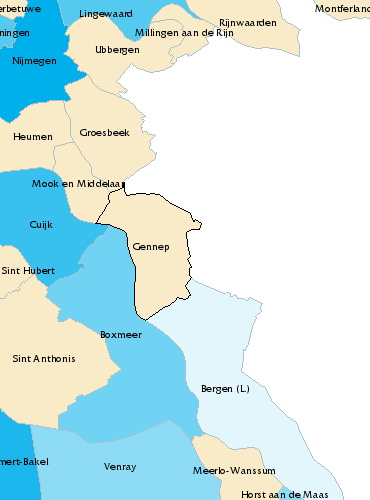 erbetuwe
Lingewaard
Montferland
Rijnwaarden
Millingen aan de Rijn
ningen
Ubbergen
Nijmegen
Groesbeek
Heumen
Mook en Middelaar
Cuijk
Gennep
Sint Hubert
Boxmeer
Sint Anthonis
Bergen (L.)
mert-Bakel
Venray
Meerlo-Wanssum
Horst aan de Maas